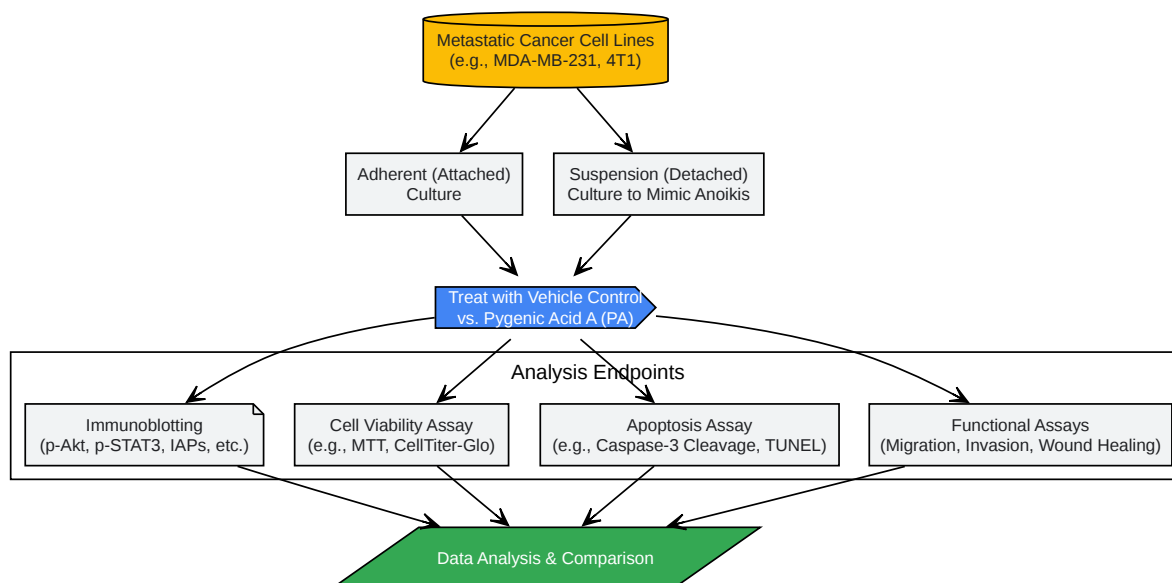 Metastatic Cancer Cell Lines
(e.g., MDA-MB-231, 4T1)
Adherent (Attached)
Culture
Suspension (Detached)
Culture to Mimic Anoikis
Treat with Vehicle Control
vs. Pygenic Acid A (PA)
Analysis Endpoints
Immunoblotting
(p-Akt, p-STAT3, IAPs, etc.)
Cell Viability Assay
(e.g., MTT, CellTiter-Glo)
Apoptosis Assay
(e.g., Caspase-3 Cleavage, TUNEL)
Functional Assays
(Migration, Invasion, Wound Healing)
Data Analysis & Comparison